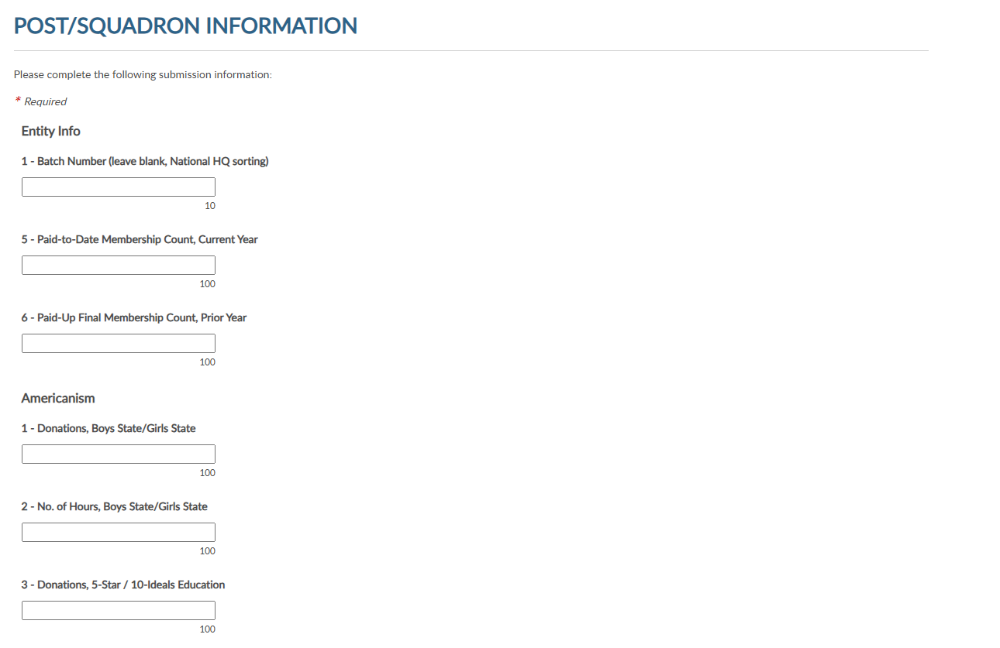 POST/SQUADRON INFORMATION
Please complete the following submission information:
* Required
Entity Info
1 - Batch Number (leave blank, National HQ sorting)
10
5 - Paid-to-Date Membership Count, Current Year
100
6 - Paid-Up Final Membership Count, Prior Year
100
Americanism
1 - Donations, Boys State/Girls State
100
2 - No. of Hours, Boys State/Girls State
100
3 - Donations, 5-Star / 10-Ideals Education
100